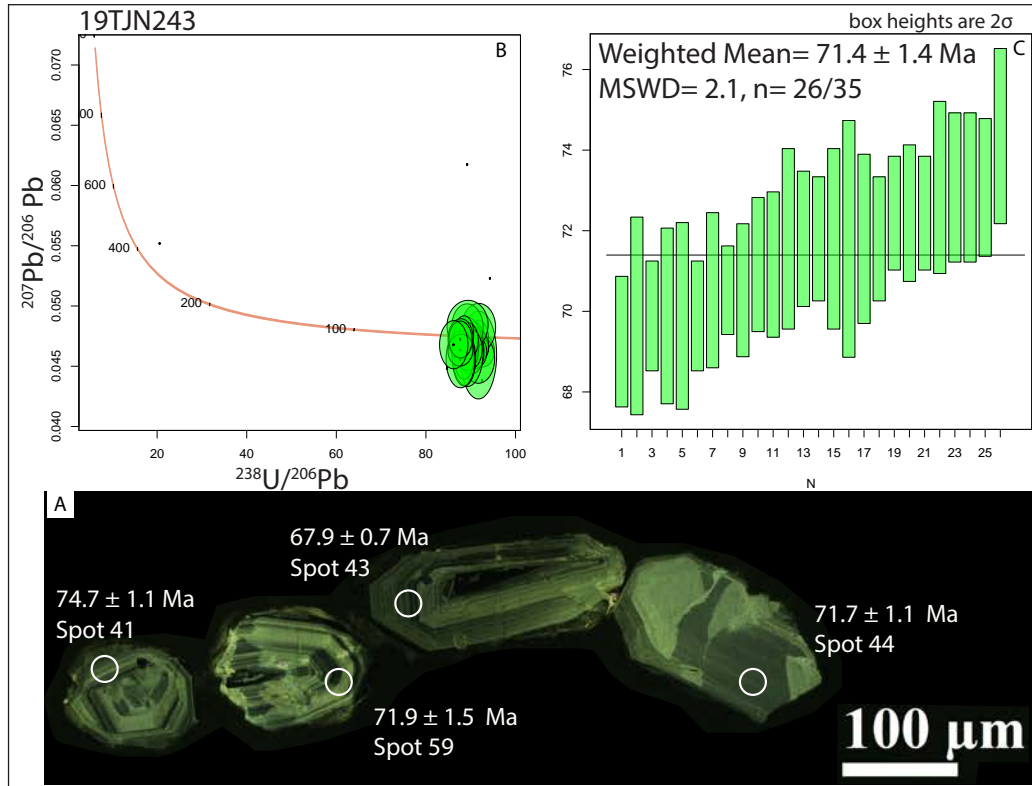 19TJN243
box heights are 2σ
B
C
Weighted Mean= 71.4 ± 1.4 Ma
MSWD= 2.1, n= 26/35
0.070
0.065
0.060
0.055
0.050
0.045
0.040
00
600
400
200
100
207Pb/206 Pb
20
40
60
80
100
238U/206Pb
76
74
72
70
68
1
3
5
7
9
11
13
15
17
19
21
23
25
N
A
67.9 ± 0.7 Ma
Spot 43
74.7 ± 1.1 Ma
Spot 41
71.7 ± 1.1 Ma
Spot 44
71.9 ± 1.5 Ma
Spot 59
100 µm